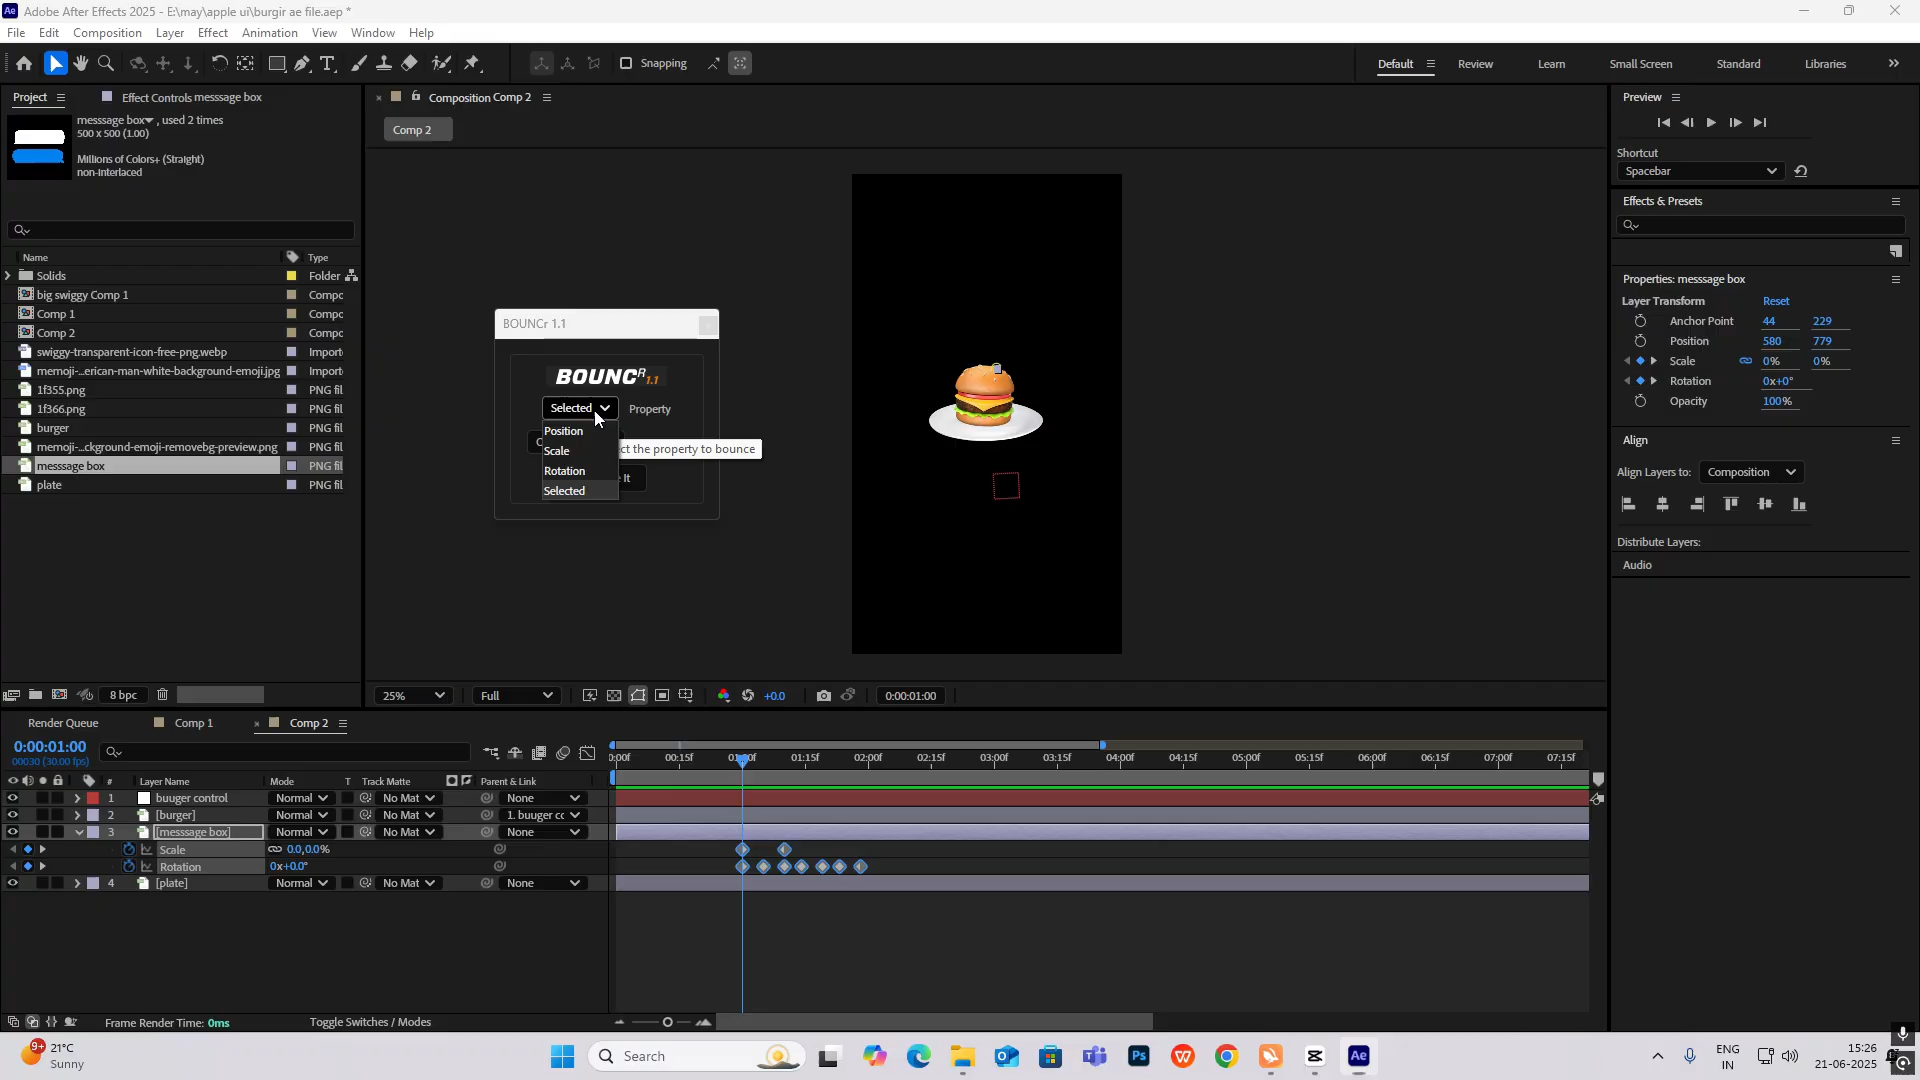 Adobe After Effects 2025 - E:\may\apple ui\burgir ae file.aep *
File Edit Composition Layer Effect Animation View Window Help
Snapping
Default Review Learn Small Screen Standard Libraries
Project Effect Controls messsage box
messsage box , used 2 times
500 x 500 (1.00)
Millions of Colors+ (Straight)
non-interlaced
Name Type
Solids Folder
big swiggy Comp 1 Compc
Comp 1 Compc
Comp 2 Compc
swiggy-transparent-icon-free-png.webp Import
memoji-...erican-man-white-background-emoji.jpg Import
1f355.png PNG fil
1f366.png PNG fil
burger PNG fil
memoji-...ckground-emoji-removebg-preview.png PNG fil
messsage box PNG fil
plate PNG fil
8 bpc
Composition Comp 2
Comp 2
BOUNCr 1.1
BOUNCR 1.1
Selected Property
Position
Scale
ct the property to bounce
Rotation
It
Selected
25% Full +0.0 0:00:01:00
Preview
Shortcut
Spacebar
Effects & Presets
Properties: messsage box
Layer Transform Reset
Anchor Point 44 229
Position 580 779
Scale 0% 0%
Rotation 0x+0°
Opacity 100%
Align
Align Layers to: Composition
Distribute Layers:
Audio
Render Queue Comp 1 Comp 2
0:00:01:00
00030 (30.00 fps)
0:00f 00:15f 01:00f 01:15f 02:00f 02:15f 03:00f 03:15f 04:00f 04:15f 05:00f 05:15f 06:00f 06:15f 07:00f 07:15f
# Layer Name Mode T Track Matte Parent & Link
1 buuger control Normal No Mat None
2 [burger] Normal No Mat 1. buuger cc
3 [messsage box] Normal No Mat None
Scale 0.0,0.0%
Rotation 0x+0.0°
4 [plate] Normal No Mat None
Frame Render Time: 0ms Toggle Switches / Modes
9+ 21°C
Sunny
Search
ENG
IN
15:26
21-06-2025